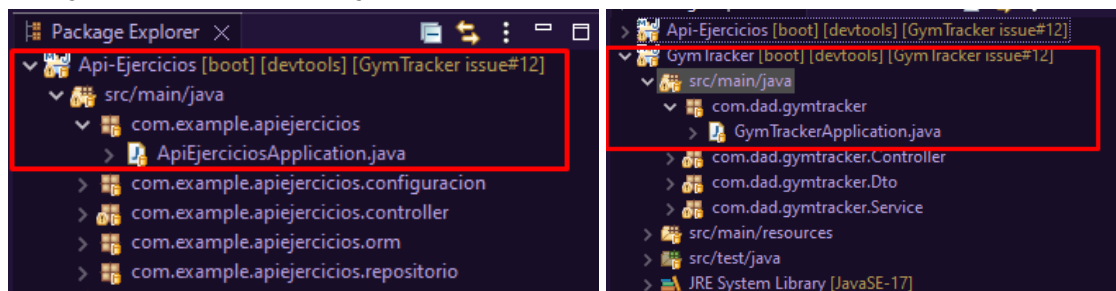 Package Explorer
Api-Ejercicios [boot] [devtools] [GymTracker issue#12]
src/main/java
com.example.apiejercicios
ApiEjerciciosApplication.java
com.example.apiejercicios.configuracion
com.example.apiejercicios.controller
com.example.apiejercicios.orm
com.example.apiejercicios.repositorio
Api-Ejercicios [boot] [devtools] [GymTracker issue#12]
GymTracker [boot] [devtools] [GymTracker issue#12]
src/main/java
com.dad.gymtracker
GymTrackerApplication.java
com.dad.gymtracker.Controller
com.dad.gymtracker.Dto
com.dad.gymtracker.Service
src/main/resources
src/test/java
JRE System Library [JavaSE-17]